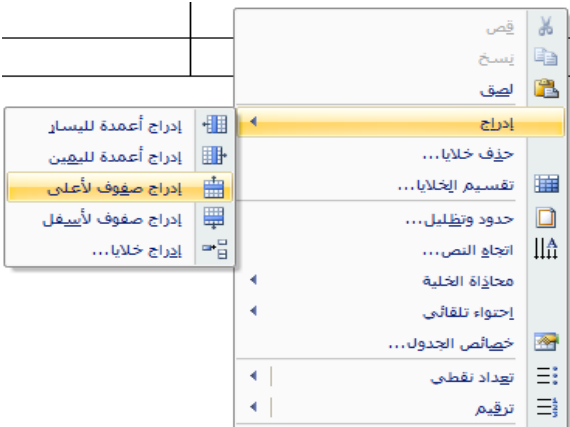 قص
نسخ
لصق
إدراج
حذف خلايا...
تقسيم الخلايا...
حدود وتظليل...
اتجاه النص...
محاذاة الخلية
إحتواء تلقائي
خصائص الجدول...
تعداد نقطي
ترقيم
إدراج أعمدة لليسار
إدراج أعمدة لليمين
إدراج صفوف لأعلى
إدراج صفوف لأسفل
إدراج خلايا...